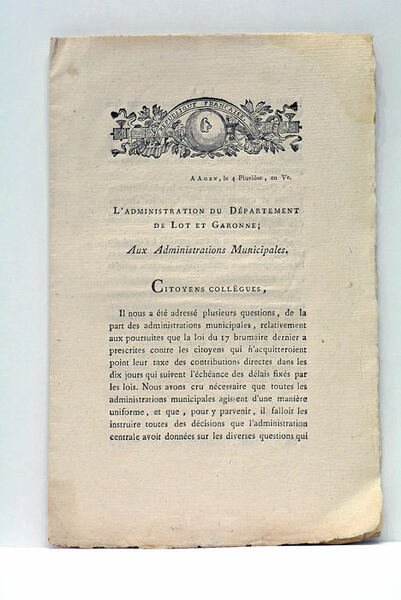 RÉPUBLIQUE FRANÇAISE
A AGEN, le 4 Pluviôse, an Ve.
L'ADMINISTRATION DU DÉPARTEMENT
DE LOT ET GARONNE;
Aux Administrations Municipales.
CITOYENS COLLÈGUES,
Il nous a été adressé plusieurs questions, de la
part des administrations municipales, relativement
aux poursuites que la loi du 17 brumaire dernier a
prescrites contre les citoyens qui n'acquitteroient
point leur taxe des contributions directes dans les
dix jours qui suivent l'échéance des délais fixés par
les lois. Nous avons cru nécessaire que toutes les
administrations municipales agissent d'une manière
uniforme, et que, pour y parvenir, il falloit les
instruire toutes des décisions que l'administration
centrale avoit données sur les diverses questions qui